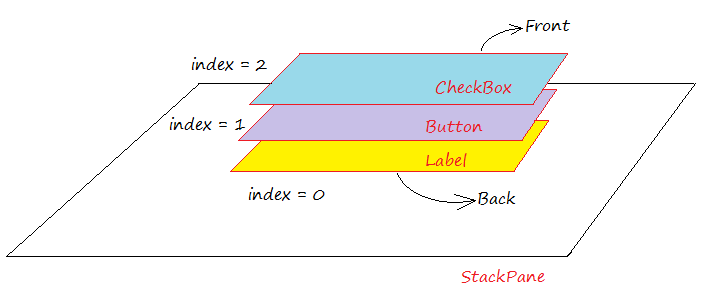 Front
index = 2
CheckBox
index = 1
Button
Label
index = 0
Back
StackPane